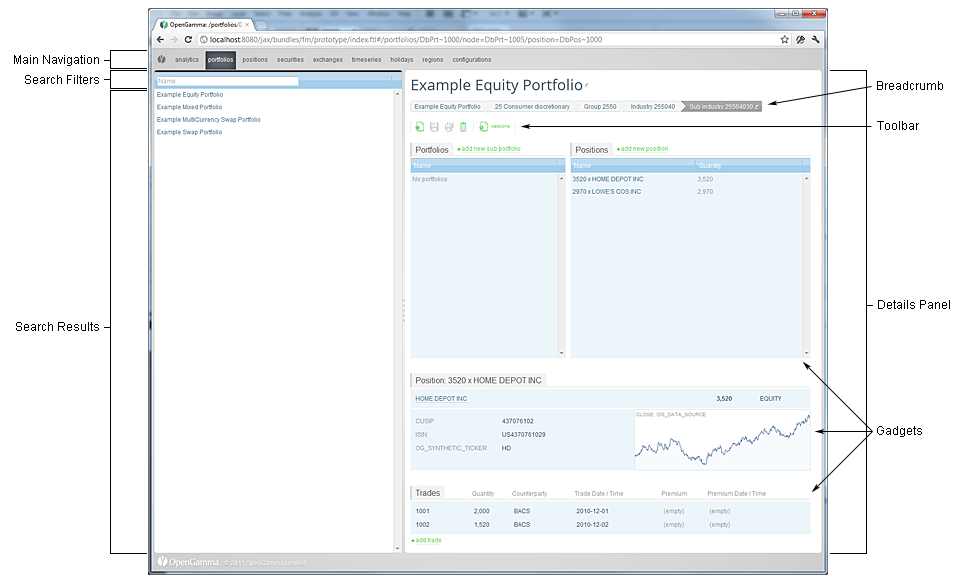 OpenGamma: /portfolios/D
localhost:8080/jax/bundles/fm/prototype/index.ftl#/portfolios/DbPrt~1000/node=DbPrt~1005/position=DbPos~1000
Main Navigation
analytics portfolios positions securities exchanges timeseries holidays regions configurations
Search Filters
Name
Example Equity Portfolio
Example Mixed Portfolio
Example MultiCurrency Swap Portfolio
Example Swap Portfolio
Search Results
Example Equity Portfolio
Breadcrumb
Example Equity Portfolio 25 Consumer discretionary Group 2550 Industry 255040 Sub industry 25504030
Toolbar
versions
Portfolios + add new sub portfolio
Name
No portfolios
Positions + add new position
Name Quantity
3520 x HOME DEPOT INC 3,520
2970 x LOWE'S COS INC 2,970
Details Panel
Position: 3520 x HOME DEPOT INC
HOME DEPOT INC 3,520 EQUITY
CUSIP 437076102
ISIN US4370761029
OG_SYNTHETIC_TICKER HD
CLOSE: OG_DATA_SOURCE
Gadgets
Trades Quantity Counterparty Trade Date / Time Premium Premium Date / Time
1001 2,000 BACS 2010-12-01 (empty) (empty)
1002 1,520 BACS 2010-12-02 (empty) (empty)
+ add trade
OpenGamma © 2011 OpenGamma Limited